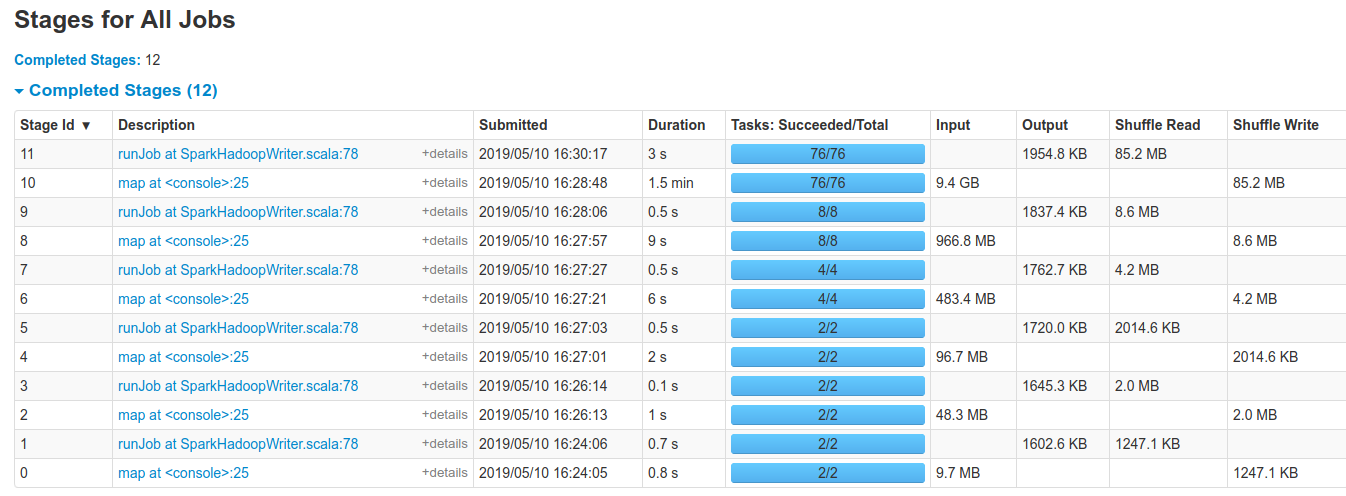 Stages for All Jobs
Completed Stages: 12
Completed Stages (12)
Stage Id ▼ Description Submitted Duration Tasks: Succeeded/Total Input Output Shuffle Read Shuffle Write
11 runJob at SparkHadoopWriter.scala:78 +details 2019/05/10 16:30:17 3 s 76/76 1954.8 KB 85.2 MB
10 map at <console>:25 +details 2019/05/10 16:28:48 1.5 min 76/76 9.4 GB 85.2 MB
9 runJob at SparkHadoopWriter.scala:78 +details 2019/05/10 16:28:06 0.5 s 8/8 1837.4 KB 8.6 MB
8 map at <console>:25 +details 2019/05/10 16:27:57 9 s 8/8 966.8 MB 8.6 MB
7 runJob at SparkHadoopWriter.scala:78 +details 2019/05/10 16:27:27 0.5 s 4/4 1762.7 KB 4.2 MB
6 map at <console>:25 +details 2019/05/10 16:27:21 6 s 4/4 483.4 MB 4.2 MB
5 runJob at SparkHadoopWriter.scala:78 +details 2019/05/10 16:27:03 0.5 s 2/2 1720.0 KB 2014.6 KB
4 map at <console>:25 +details 2019/05/10 16:27:01 2 s 2/2 96.7 MB 2014.6 KB
3 runJob at SparkHadoopWriter.scala:78 +details 2019/05/10 16:26:14 0.1 s 2/2 1645.3 KB 2.0 MB
2 map at <console>:25 +details 2019/05/10 16:26:13 1 s 2/2 48.3 MB 2.0 MB
1 runJob at SparkHadoopWriter.scala:78 +details 2019/05/10 16:24:06 0.7 s 2/2 1602.6 KB 1247.1 KB
0 map at <console>:25 +details 2019/05/10 16:24:05 0.8 s 2/2 9.7 MB 1247.1 KB